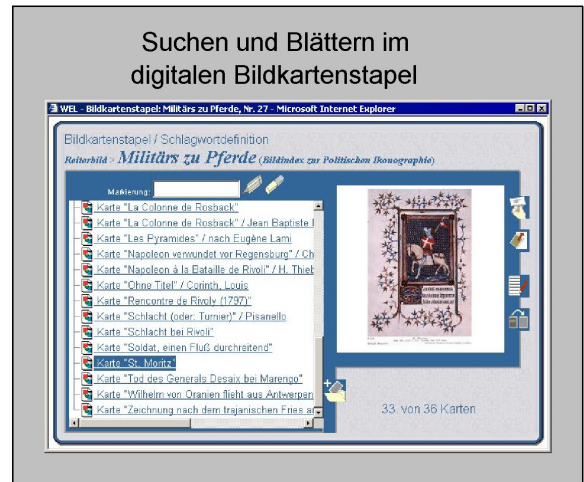 Suchen und Blättern im
digitalen Bildkartenstapel
WEL - Bildkartenstapel: Militärs zu Pferde, Nr. 27 - Microsoft Internet Explorer
Bildkartenstapel / Schlagwortdefinition
Reiterbild > Militärs zu Pferde (Bildindex zur Politischen Ikonographie)
Markierung:
Karte "La Colonne de Rosback"
Karte "La Colonne de Rosback" / Jean Baptiste
Karte "Les Pyramides" / nach Eugène Lami
Karte "Napoleon verwundet vor Regensburg" / Ch
Karte "Napoleon à la Bataille de Rivoli" / H. Thieb
Karte "Ohne Titel" / Corinth, Louis
Karte "Rencontre de Rivoly (1797)"
Karte "Schlacht (oder: Turnier)" / Pisanello
Karte "Schlacht bei Rivoli"
Karte "Soldat, einen Fluß durchreitend"
Karte "St. Moritz"
Karte "Tod des Generals Desaix bei Marengo"
Karte "Wilhelm von Oranien flieht aus Antwerpen
Karte "Zeichnung nach dem trajanischen Fries a
33 von 36 Karten